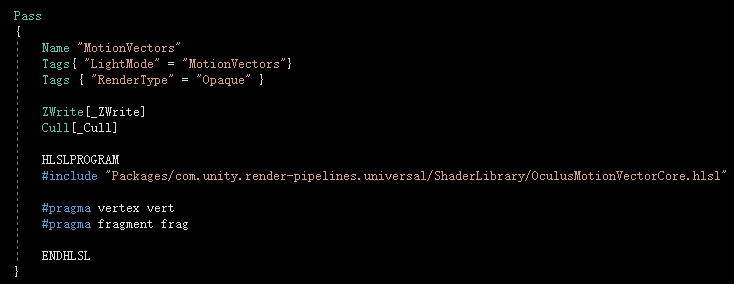 Pass
{
Name "MotionVectors"
Tags{ "LightMode" = "MotionVectors"}
Tags { "RenderType" = "Opaque" }
ZWrite[_ZWrite]
Cull[_Cull]
HLSLPROGRAM
#include "Packages/com.unity.render-pipelines.universal/ShaderLibrary/OculusMotionVectorCore.hlsl"
#pragma vertex vert
#pragma fragment frag
ENDHLSL
}